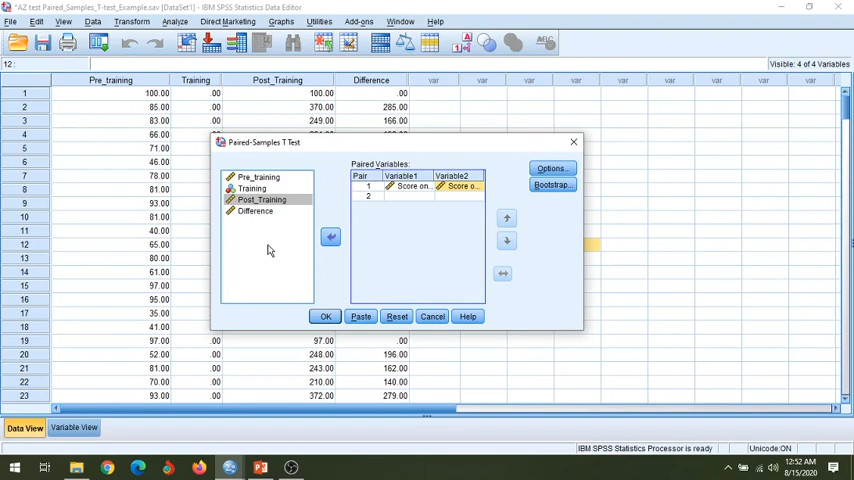 *AZ test Paired_Samples_T-test_Example.sav [DataSet1] - IBM SPSS Statistics Data Editor
File Edit View Data Transform Analyze Direct Marketing Graphs Utilities Add-ons Window Help
12 :
Visible: 4 of 4 Variables
Pre_training Training Post_Training Difference var var var var var var
1 100.00 .00 100.00 .00
2 85.00 .00 370.00 285.00
3 83.00 .00 249.00 166.00
4 66.00
5 71.00
6 46.00
7 78.00
8 81.00
9 93.00
10 81.00
11 40.00
12 65.00
13 80.00
14 61.00
15 97.00
16 95.00
17 35.00
18 41.00
19 97.00 .00 97.00 .00
20 52.00 .00 248.00 196.00
21 81.00 .00 243.00 162.00
22 70.00 .00 210.00 140.00
23 93.00 .00 372.00 279.00
Paired-Samples T Test
Pre_training
Training
Post_Training
Difference
Paired Variables:
Pair Variable1 Variable2
1 Score on... Score o...
2
Options...
Bootstrap...
OK Paste Reset Cancel Help
Data View Variable View
IBM SPSS Statistics Processor is ready Unicode:ON
12:52 AM
8/15/2020